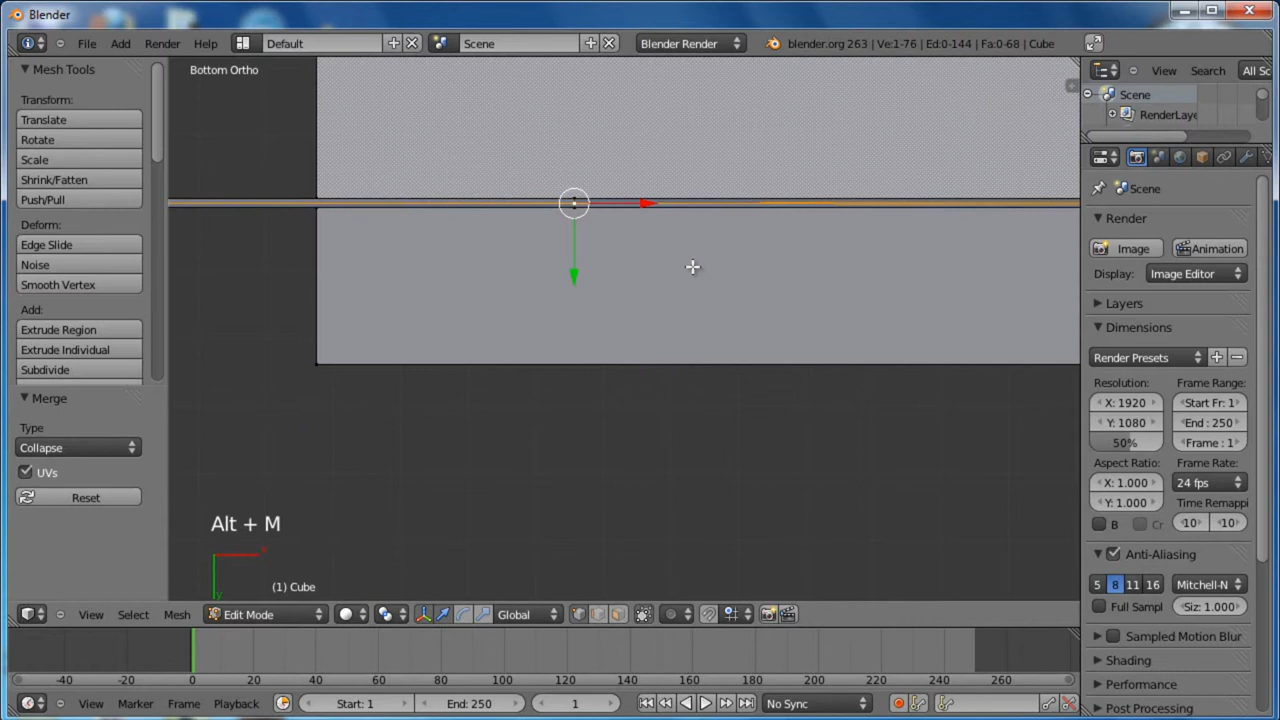 Blender
File Add Render Help Default Scene Blender Render blender.org 263 | Ve:1-76 | Ed:0-144 | Fa:0-68 | Cube
Mesh Tools
Bottom Ortho
View Search All Sc
Transform:
Translate
Rotate
Scale
Shrink/Fatten
Push/Pull
Deform:
Edge Slide
Noise
Smooth Vertex
Add:
Extrude Region
Extrude Individual
Subdivide
Merge
Type
Collapse
UVs
Reset
Alt + M
x
y
(1) Cube
Scene
RenderLaye
Scene
Render
Image Animation
Display: Image Editor
Layers
Dimensions
Render Presets
Resolution: Frame Range:
X: 1920 Start Fr: 1
Y: 1080 End : 250
50% Frame : 1
Aspect Ratio: Frame Rate:
X: 1.000 24 fps
Y: 1.000 Time Remappi
B Cr 10 10
Anti-Aliasing
5 8 11 16 Mitchell-N
Full Sampl Siz: 1.000
Sampled Motion Blur
Shading
Performance
Post Processing
View Select Mesh Edit Mode Global
-40 -20 0 20 40 60 80 100 120 140 160 180 200 220 240 260
View Marker Frame Playback Start: 1 End: 250 1 No Sync